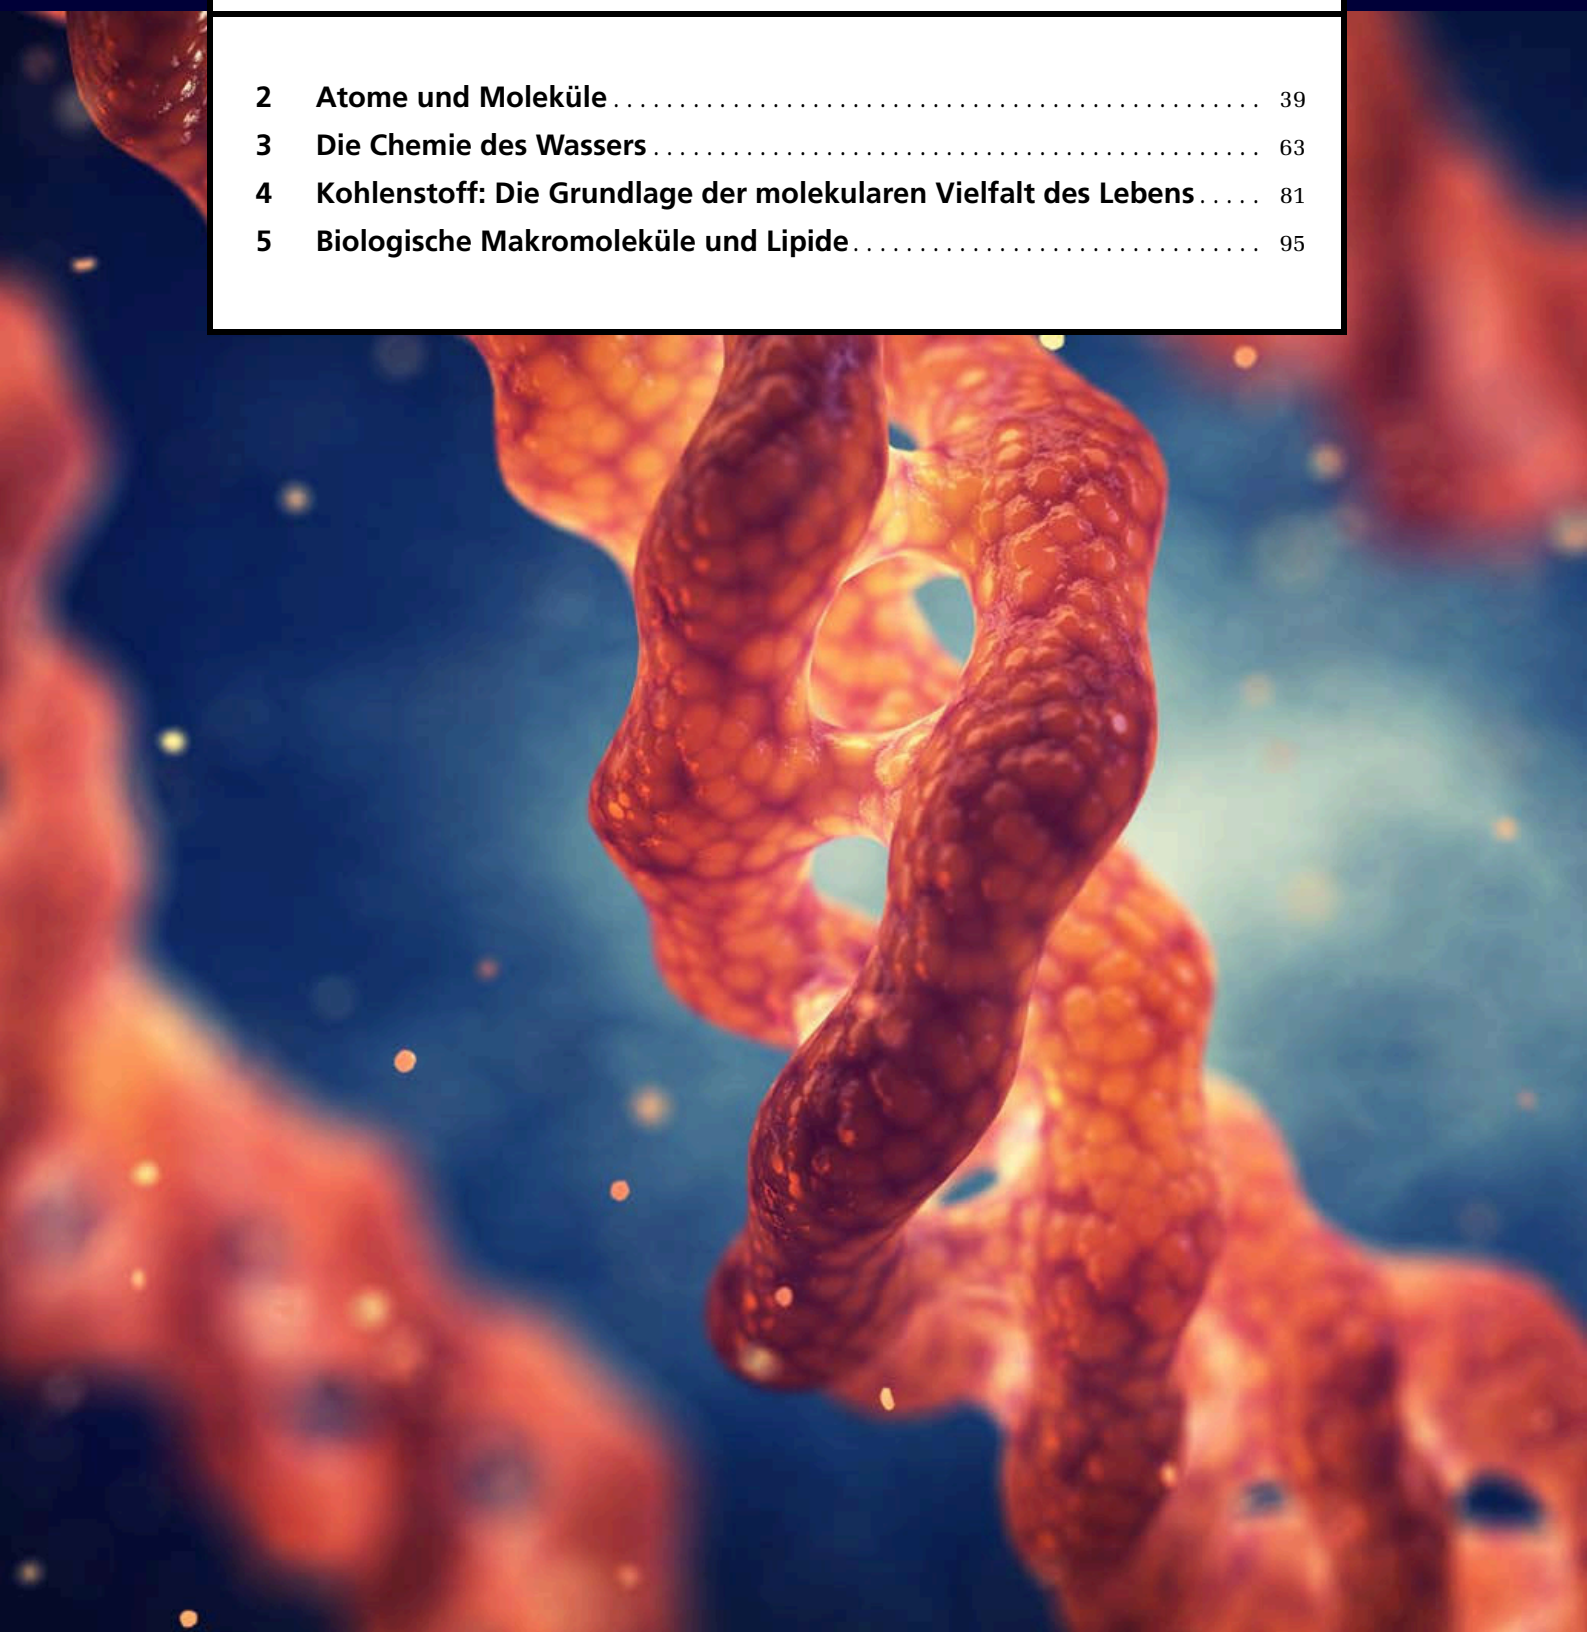 2 Atome und Moleküle . . . . . . . . . . . . . . . . . . . . . . . . . . . . . . . . . . . . . . . . . . . . . . . . . 39
3 Die Chemie des Wassers . . . . . . . . . . . . . . . . . . . . . . . . . . . . . . . . . . . . . . . . . . . . . . 63
4 Kohlenstoff: Die Grundlage der molekularen Vielfalt des Lebens . . . . . 81
5 Biologische Makromoleküle und Lipide . . . . . . . . . . . . . . . . . . . . . . . . . . . . . . . 95